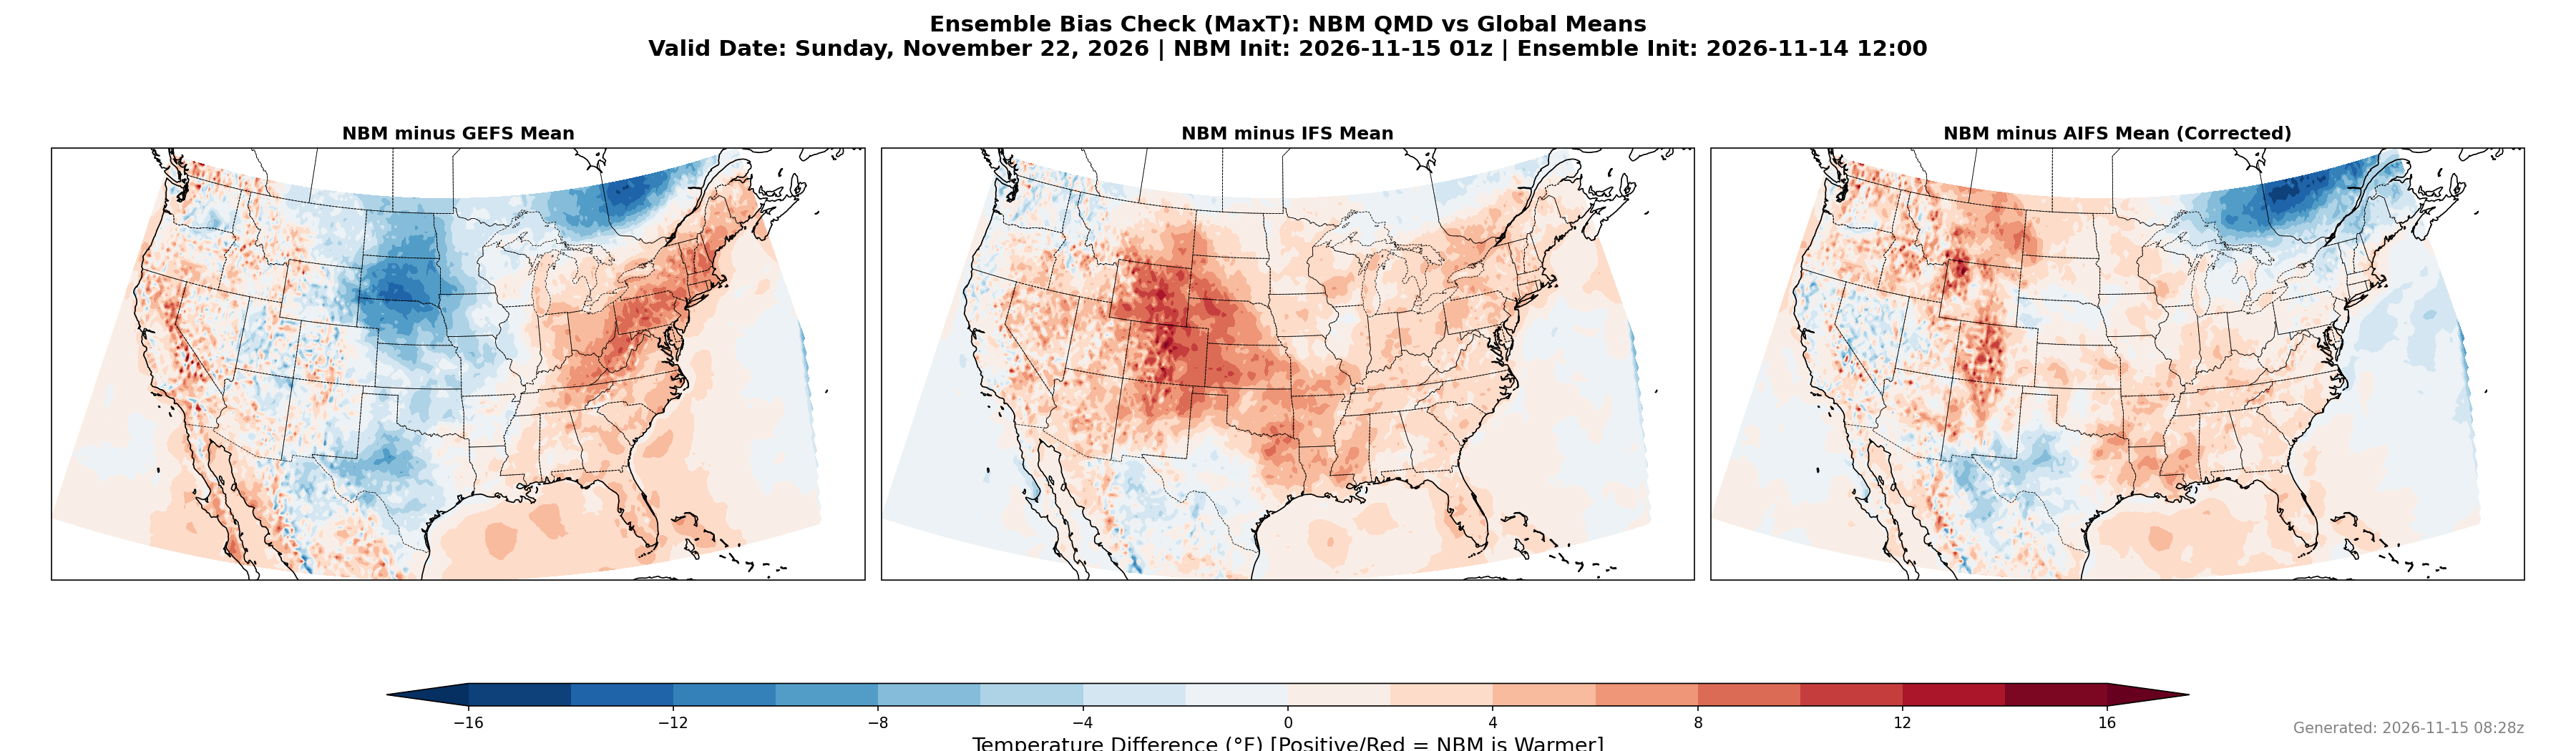 Ensemble Bias Check (MaxT): NBM QMD vs Global Means
Valid Date: Sunday, November 22, 2026 | NBM Init: 2026-11-15 01z | Ensemble Init: 2026-11-14 12:00
NBM minus GEFS Mean
NBM minus IFS Mean
NBM minus AIFS Mean (Corrected)
−16 −12 −8 −4 0 4 8 12 16
Generated: 2026-11-15 08:28z
Temperature Difference (°F) [Positive/Red = NBM is Warmer]